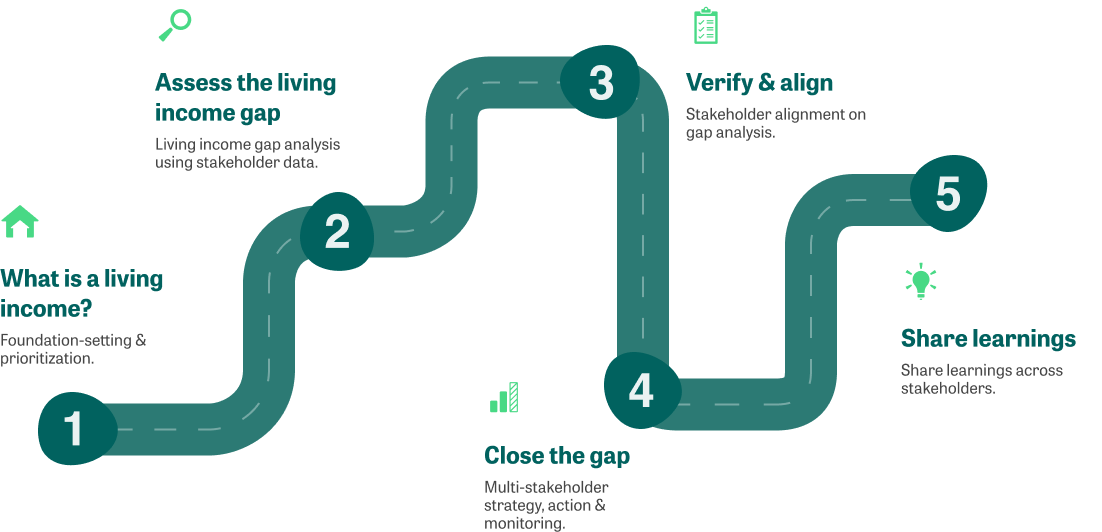 1
What is a living
income?
Foundation-setting &
prioritization.
2
Assess the living
income gap
Living income gap analysis
using stakeholder data.
3
Verify & align
Stakeholder alignment on
gap analysis.
4
Close the gap
Multi-stakeholder
strategy, action &
monitoring.
5
Share learnings
Share learnings across
stakeholders.